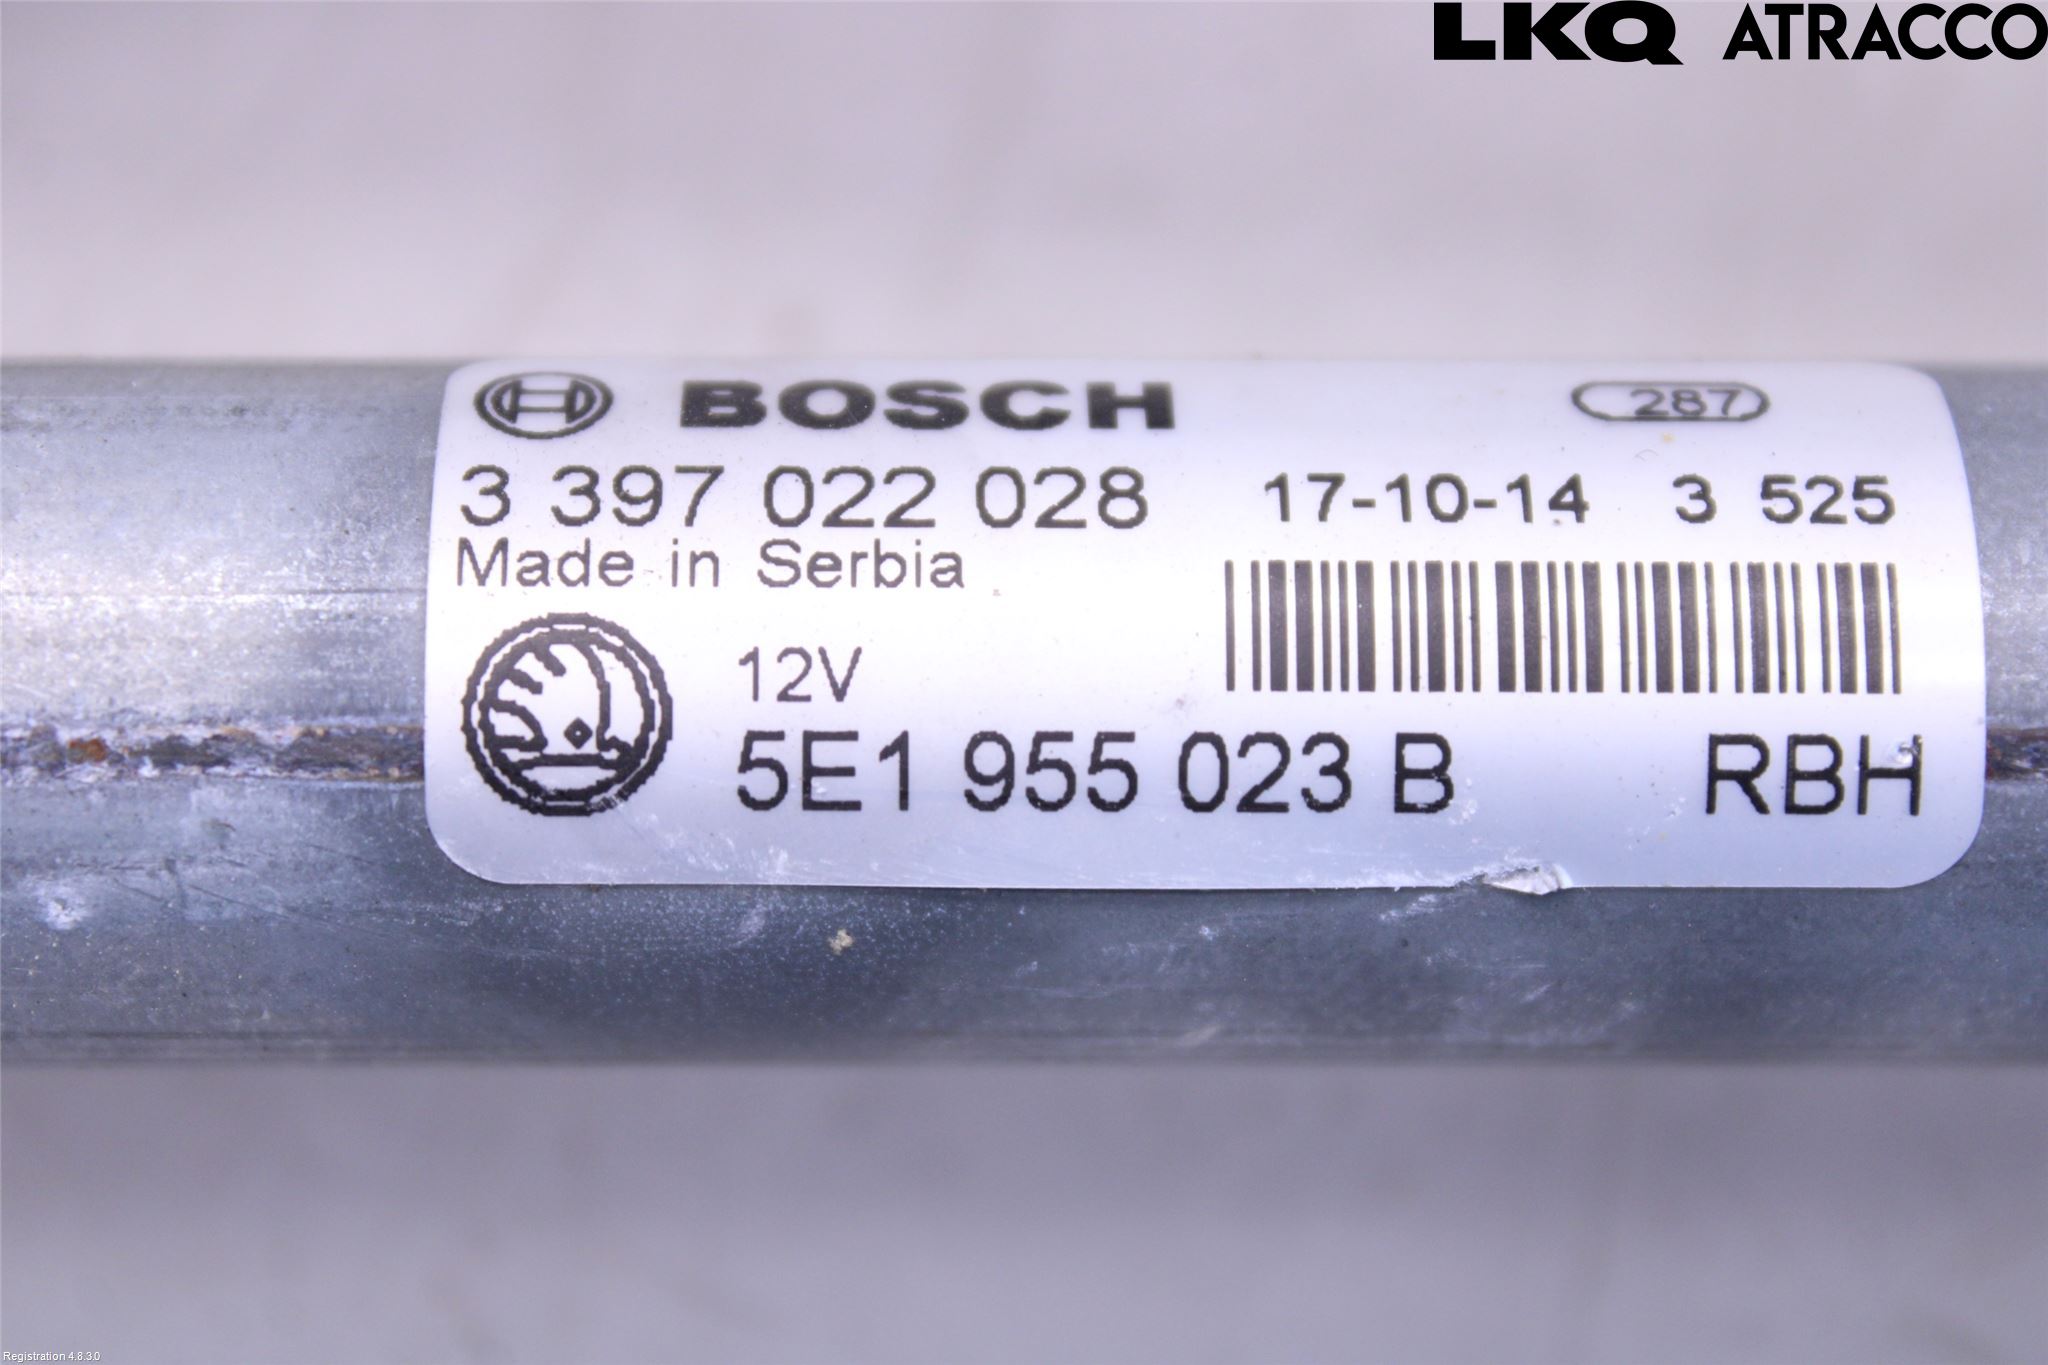 LKQ ATRACCO
BOSCH 287
3 397 022 028 17-10-14 3 525
Made in Serbia
12V
5E1 955 023 B RBH
Registration 4.8.3.0